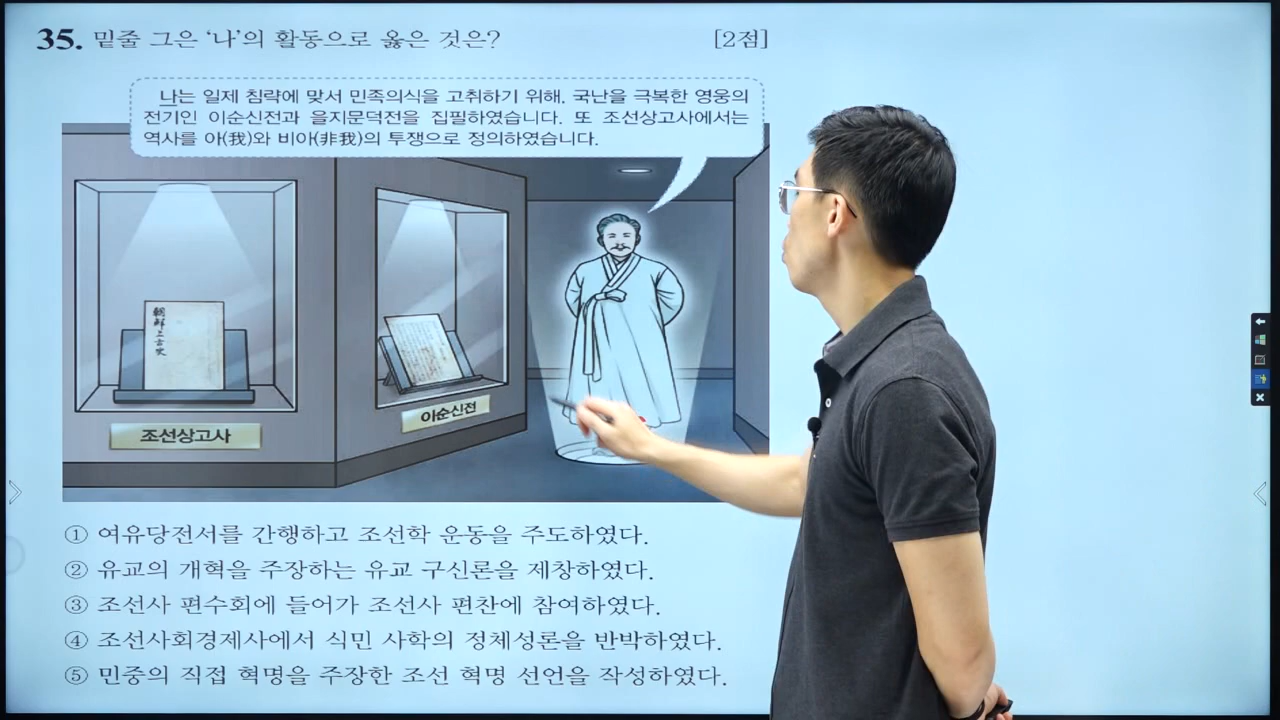 35. 밑줄 그은 '나'의 활동으로 옳은 것은? [2점]
나는 일제 침략에 맞서 민족의식을 고취하기 위해, 국난을 극복한 영웅의
전기인 이순신전과 을지문덕전을 집필하였습니다. 또 조선상고사에서는
역사를 아(我)와 비아(非我)의 투쟁으로 정의하였습니다.
朝鮮上古史
조선상고사
이순신전
① 여유당전서를 간행하고 조선학 운동을 주도하였다.
② 유교의 개혁을 주장하는 유교 구신론을 제창하였다.
③ 조선사 편수회에 들어가 조선사 편찬에 참여하였다.
④ 조선사회경제사에서 식민 사학의 정체성론을 반박하였다.
⑤ 민중의 직접 혁명을 주장한 조선 혁명 선언을 작성하였다.